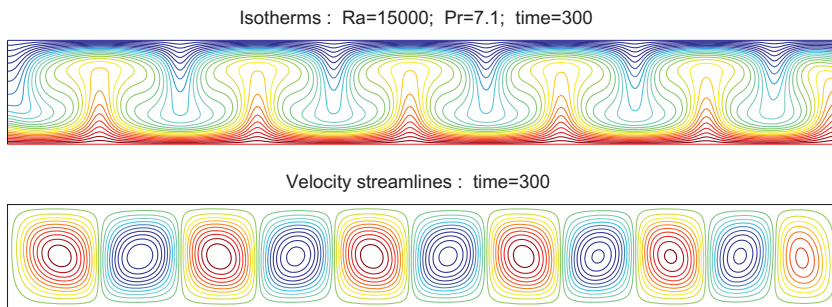 Isotherms : Ra=15000; Pr=7.1; time=300
Velocity streamlines : time=300